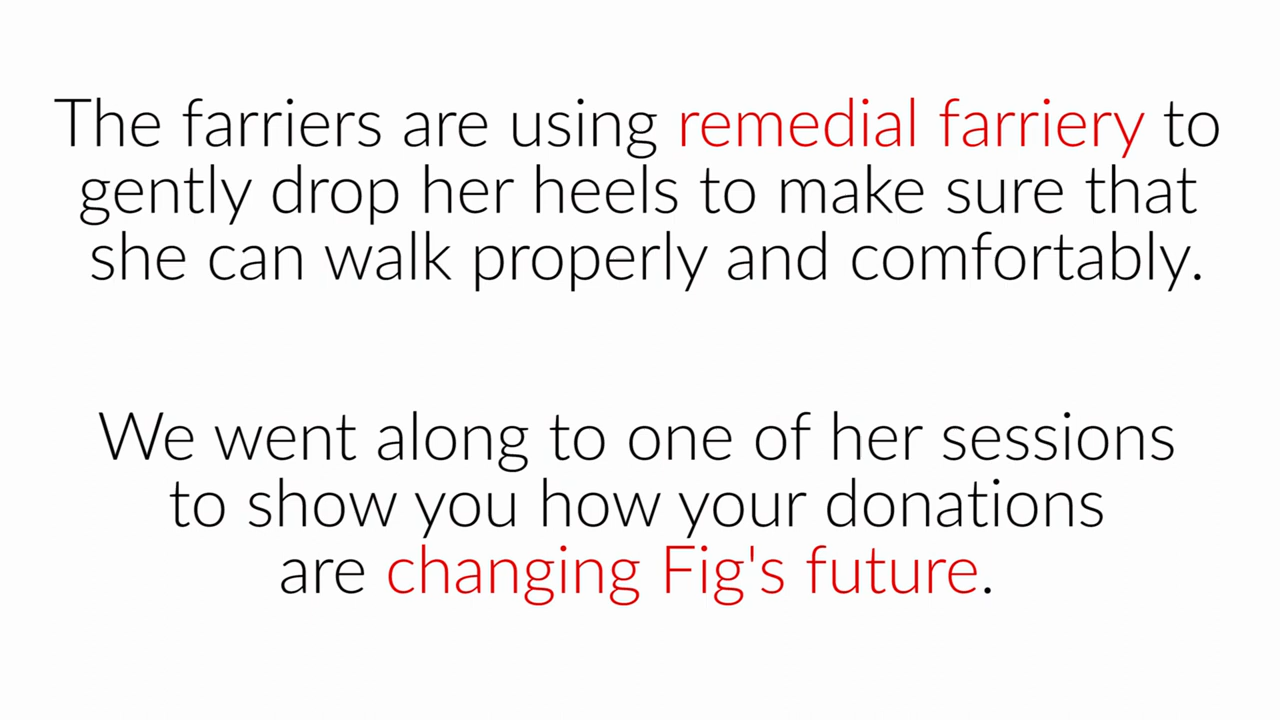 The farriers are using remedial farriery to
gently drop her heels to make sure that
she can walk properly and comfortably.
We went along to one of her sessions
to show you how your donations
are changing Fig's future.